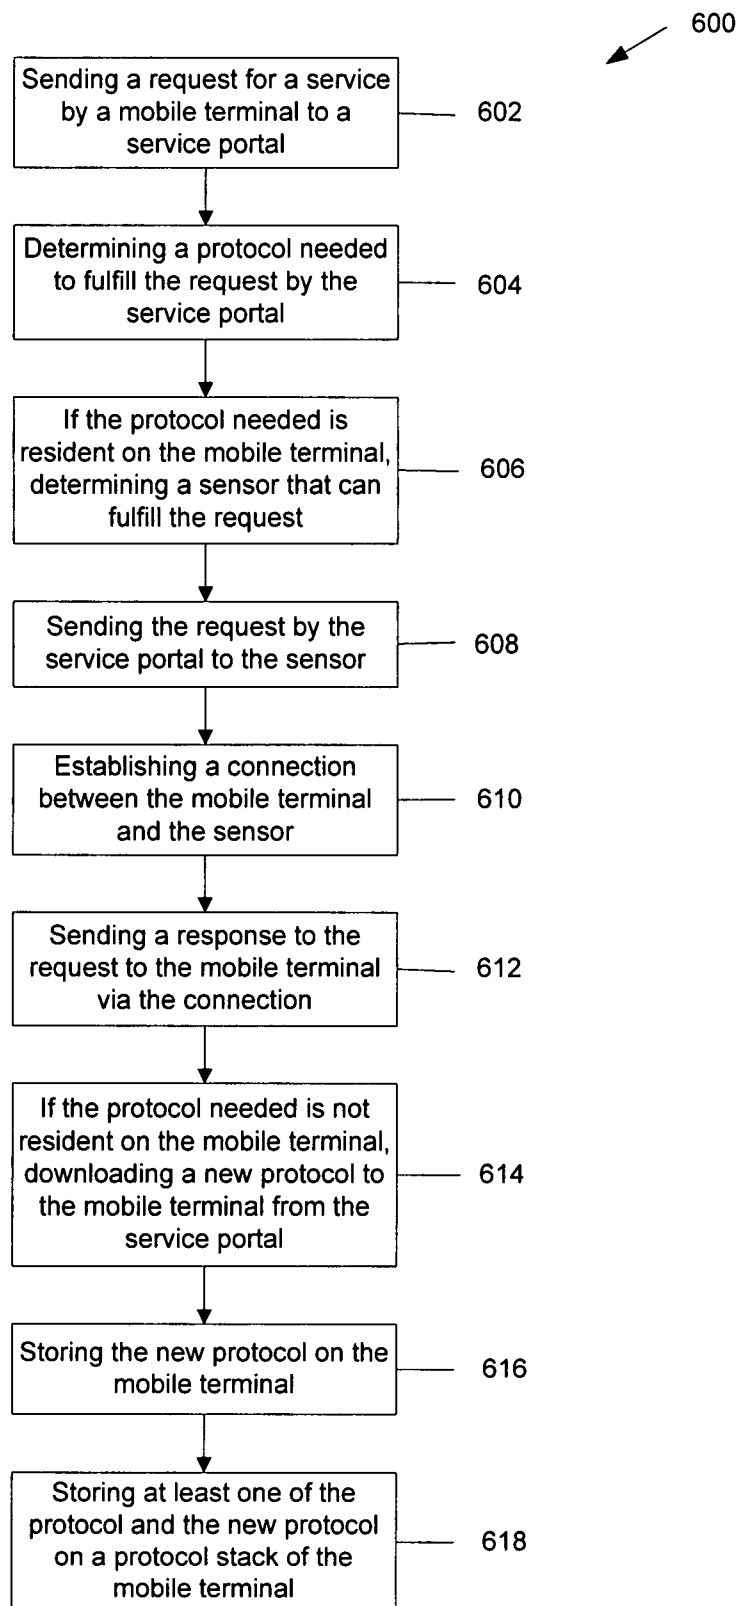 600
Sending a request for a service
by a mobile terminal to a
service portal
602
Determining a protocol needed
to fulfill the request by the
service portal
604
If the protocol needed is
resident on the mobile terminal,
determining a sensor that can
fulfill the request
606
Sending the request by the
service portal to the sensor
608
Establishing a connection
between the mobile terminal
and the sensor
610
Sending a response to the
request to the mobile terminal
via the connection
612
If the protocol needed is not
resident on the mobile terminal,
downloading a new protocol to
the mobile terminal from the
service portal
614
Storing the new protocol on the
mobile terminal
616
Storing at least one of the
protocol and the new protocol
on a protocol stack of the
mobile terminal
618